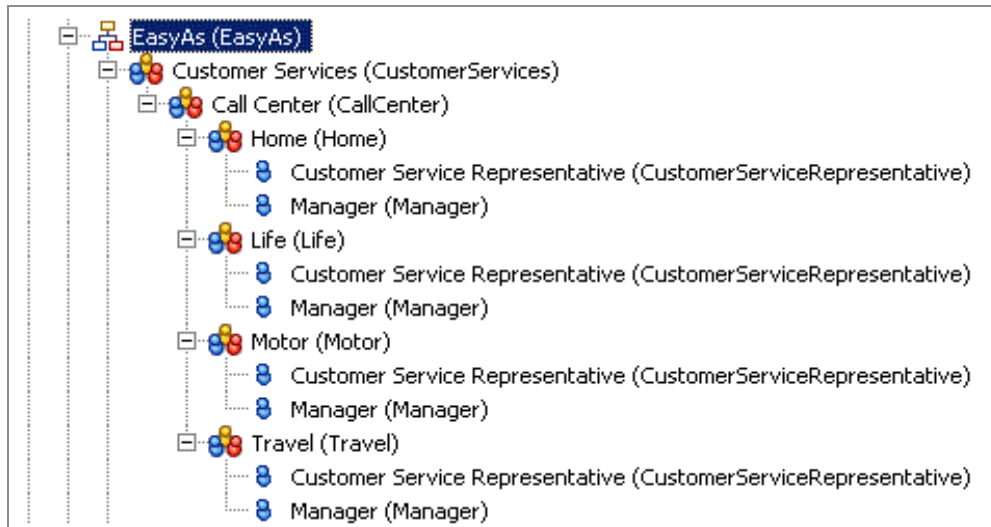 EasyAs (EasyAs)
Customer Services (CustomerServices)
Call Center (CallCenter)
Home (Home)
Customer Service Representative (CustomerServiceRepresentative)
Manager (Manager)
Life (Life)
Customer Service Representative (CustomerServiceRepresentative)
Manager (Manager)
Motor (Motor)
Customer Service Representative (CustomerServiceRepresentative)
Manager (Manager)
Travel (Travel)
Customer Service Representative (CustomerServiceRepresentative)
Manager (Manager)